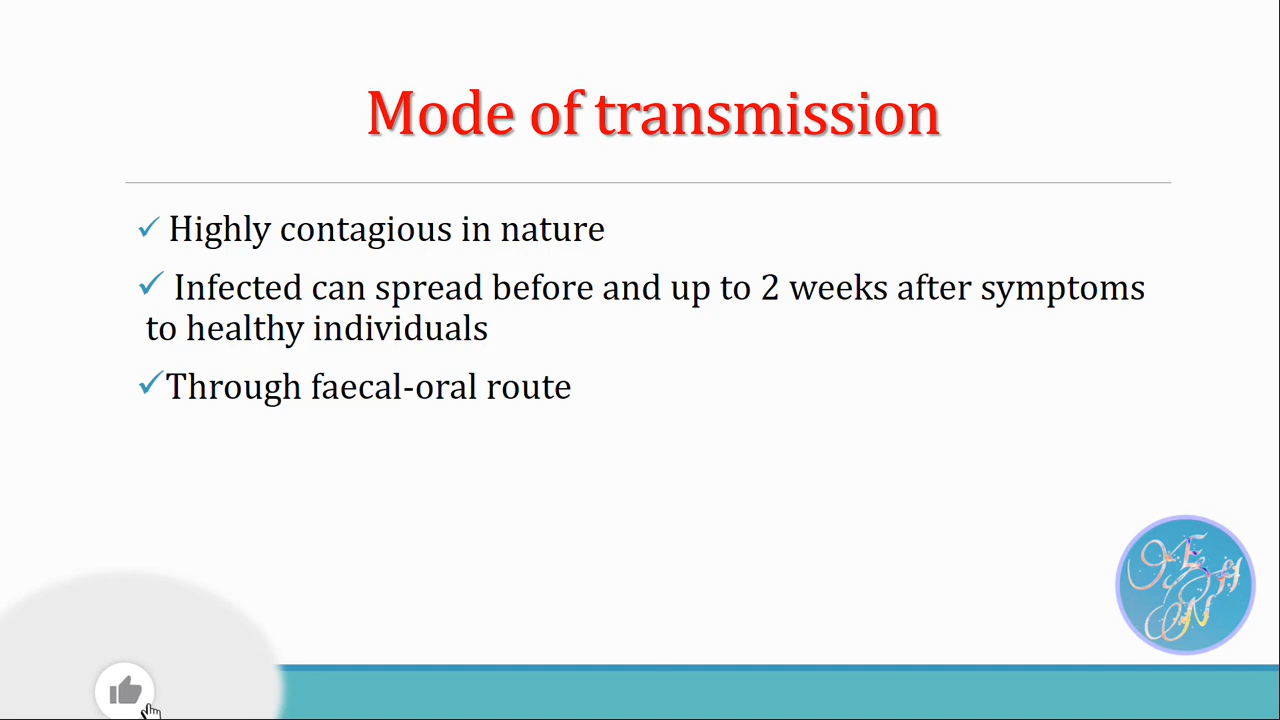 Mode of transmission
✓ Highly contagious in nature
✓ Infected can spread before and up to 2 weeks after symptoms
to healthy individuals
✓Through faecal-oral route